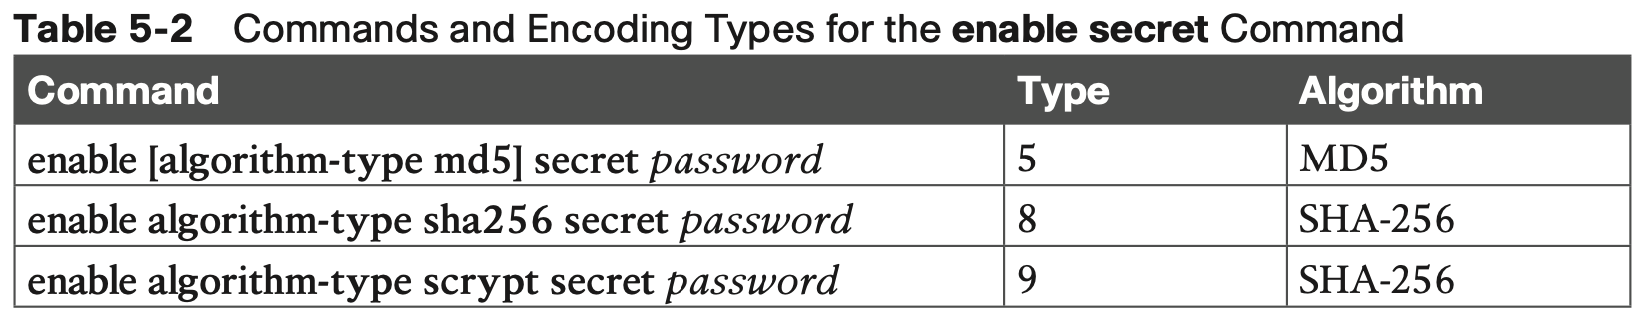 Table 5-2 Commands and Encoding Types for the enable secret Command
Command Type Algorithm
enable [algorithm-type md5] secret password 5 MD5
enable algorithm-type sha256 secret password 8 SHA-256
enable algorithm-type scrypt secret password 9 SHA-256